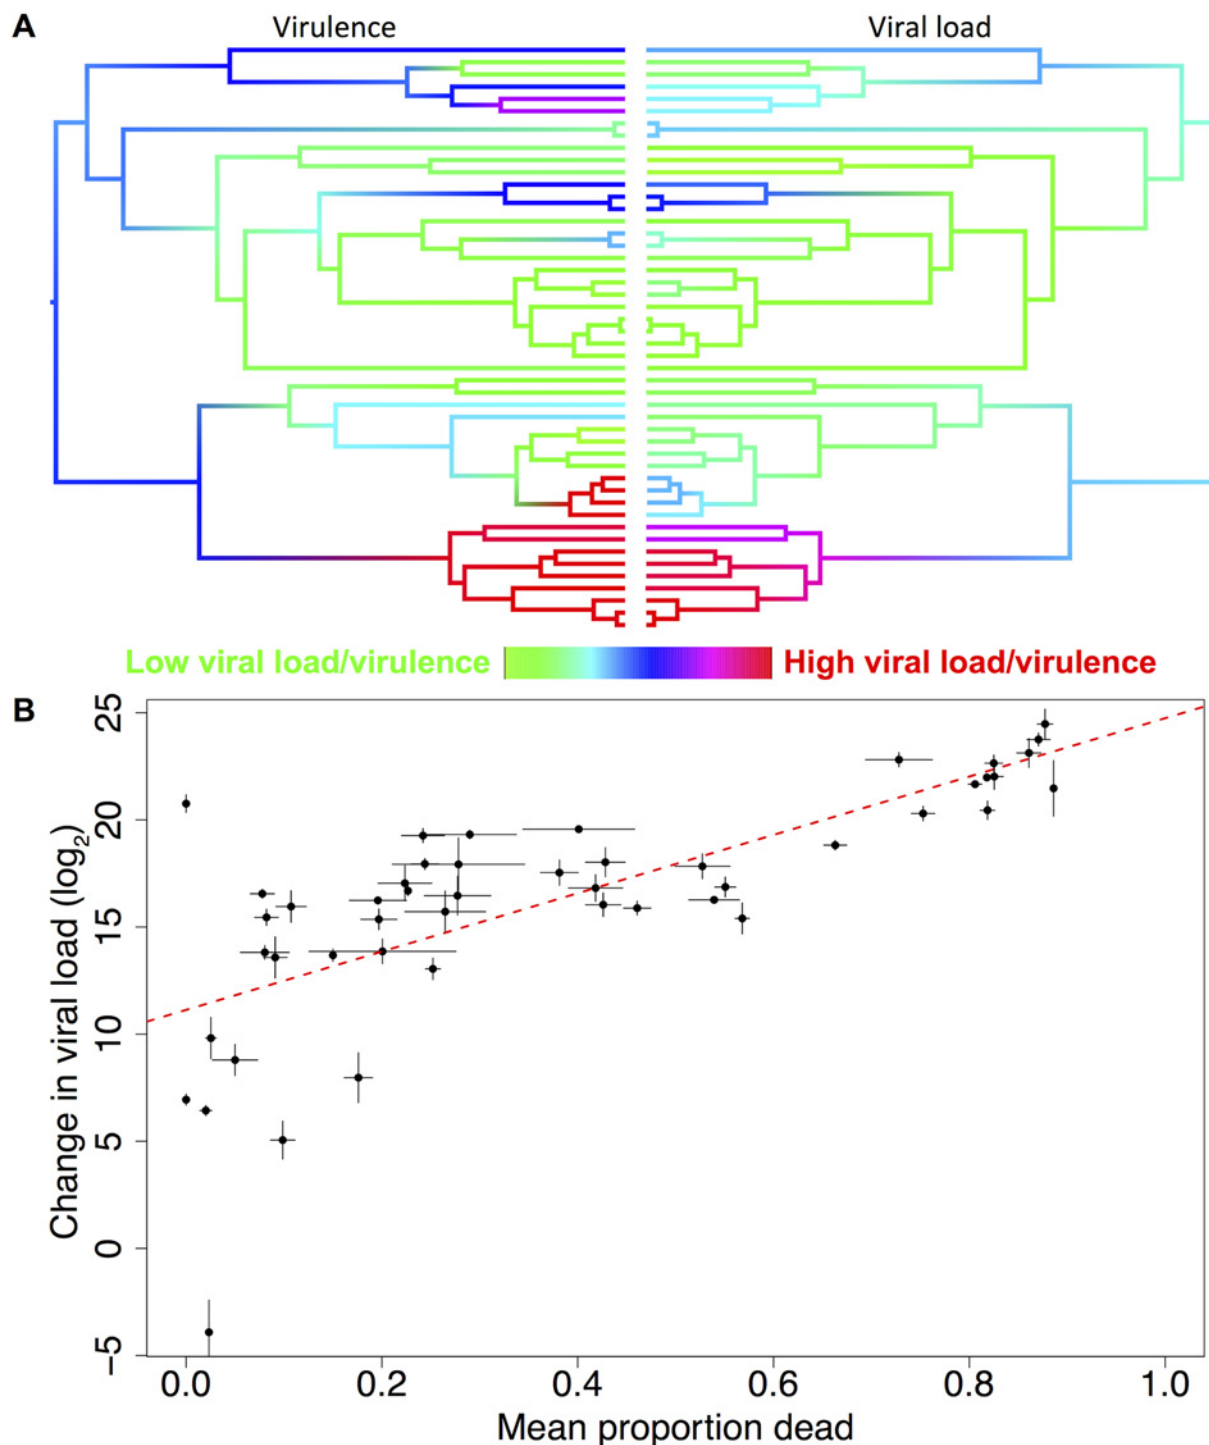 A
Virulence
Viral load
Low viral load/virulence
High viral load/virulence
B
Change in viral load (log2)
25
20
15
10
5
0
−5
0.0 0.2 0.4 0.6 0.8 1.0
Mean proportion dead